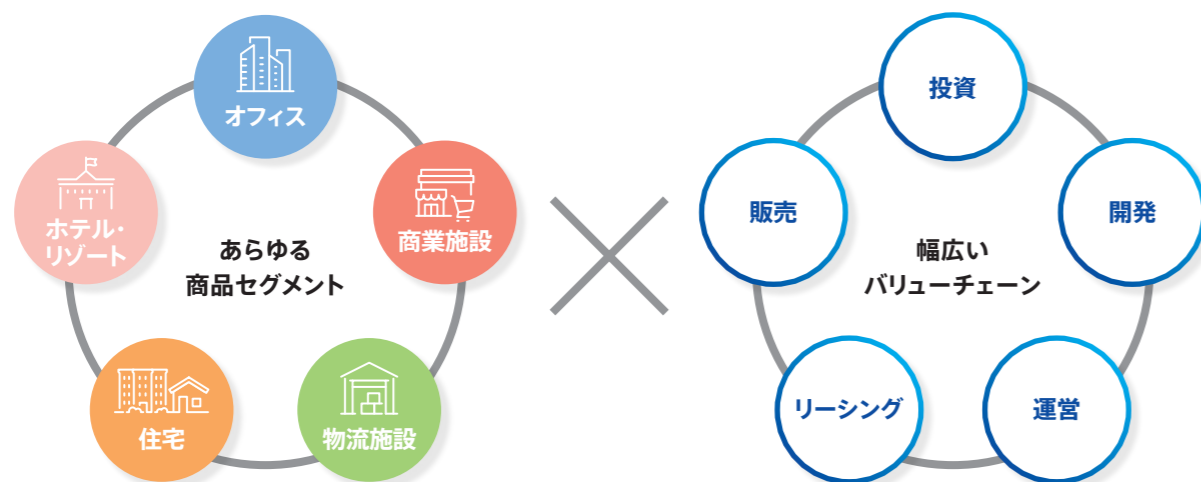 オフィス
商業施設
物流施設
住宅
ホテル・
リゾート
あらゆる
商品セグメント
投資
開発
運営
リーシング
販売
幅広い
バリューチェーン